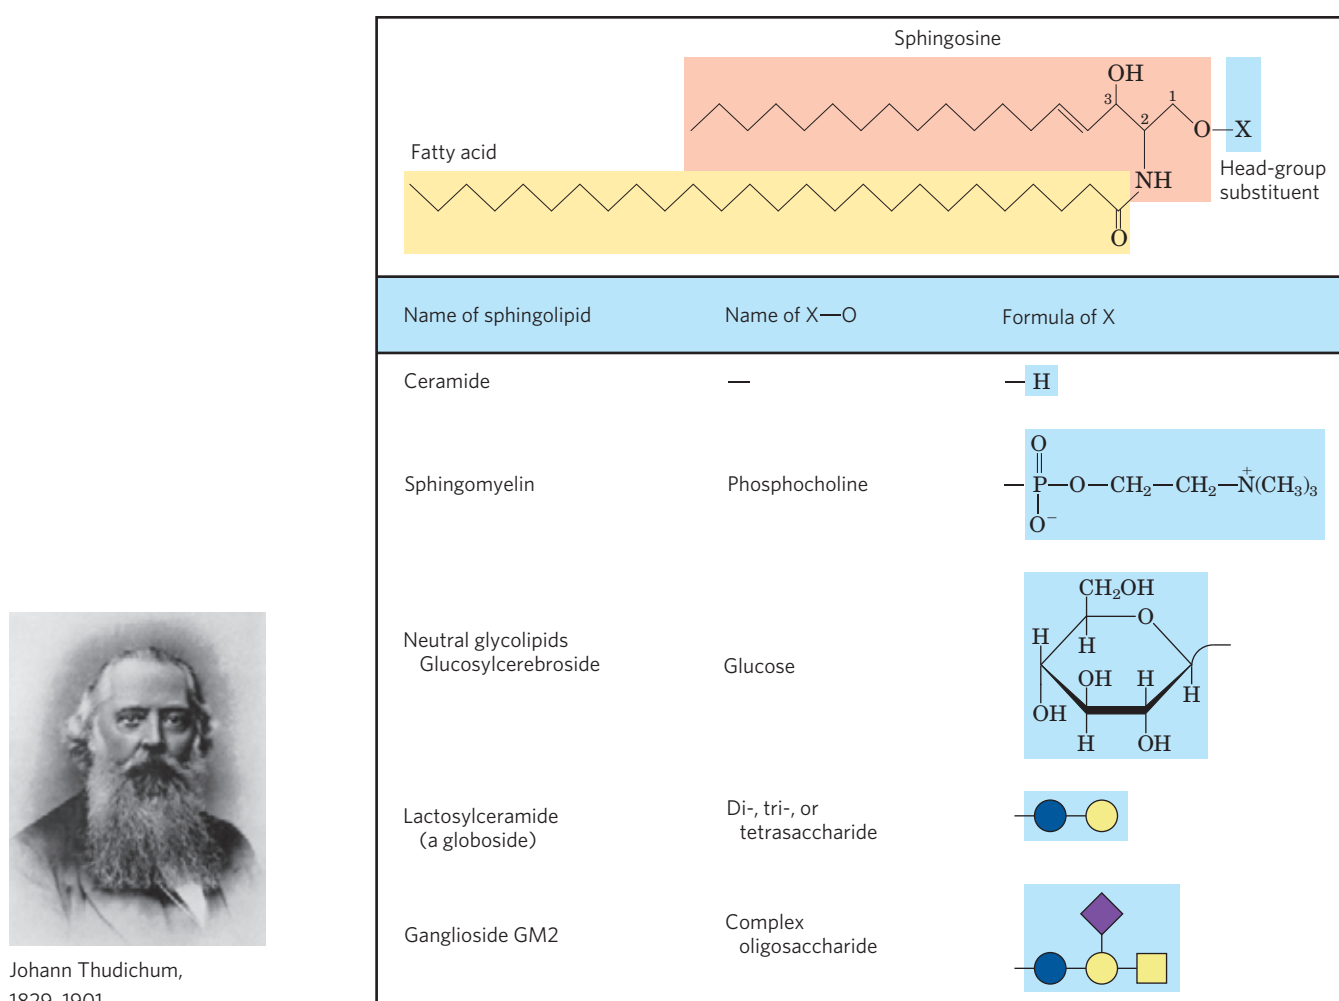 Sphingosine
OH
3
1
2
O
X
Fatty acid
NH
Head-group
substituent
O
Name of sphingolipid
Name of X—O
Formula of X
Ceramide
—
— H
O
Sphingomyelin
Phosphocholine
—P—O—CH₂—CH₂—N⁺(CH₃)₃
O⁻
CH₂OH
O
H
H
Neutral glycolipids
Glucosylcerebroside
Glucose
OH
H
H
OH
H
OH
Lactosylceramide
(a globoside)
Di-, tri-, or
tetrasaccharide
Ganglioside GM2
Complex
oligosaccharide
Johann Thudichum,
1829–1901